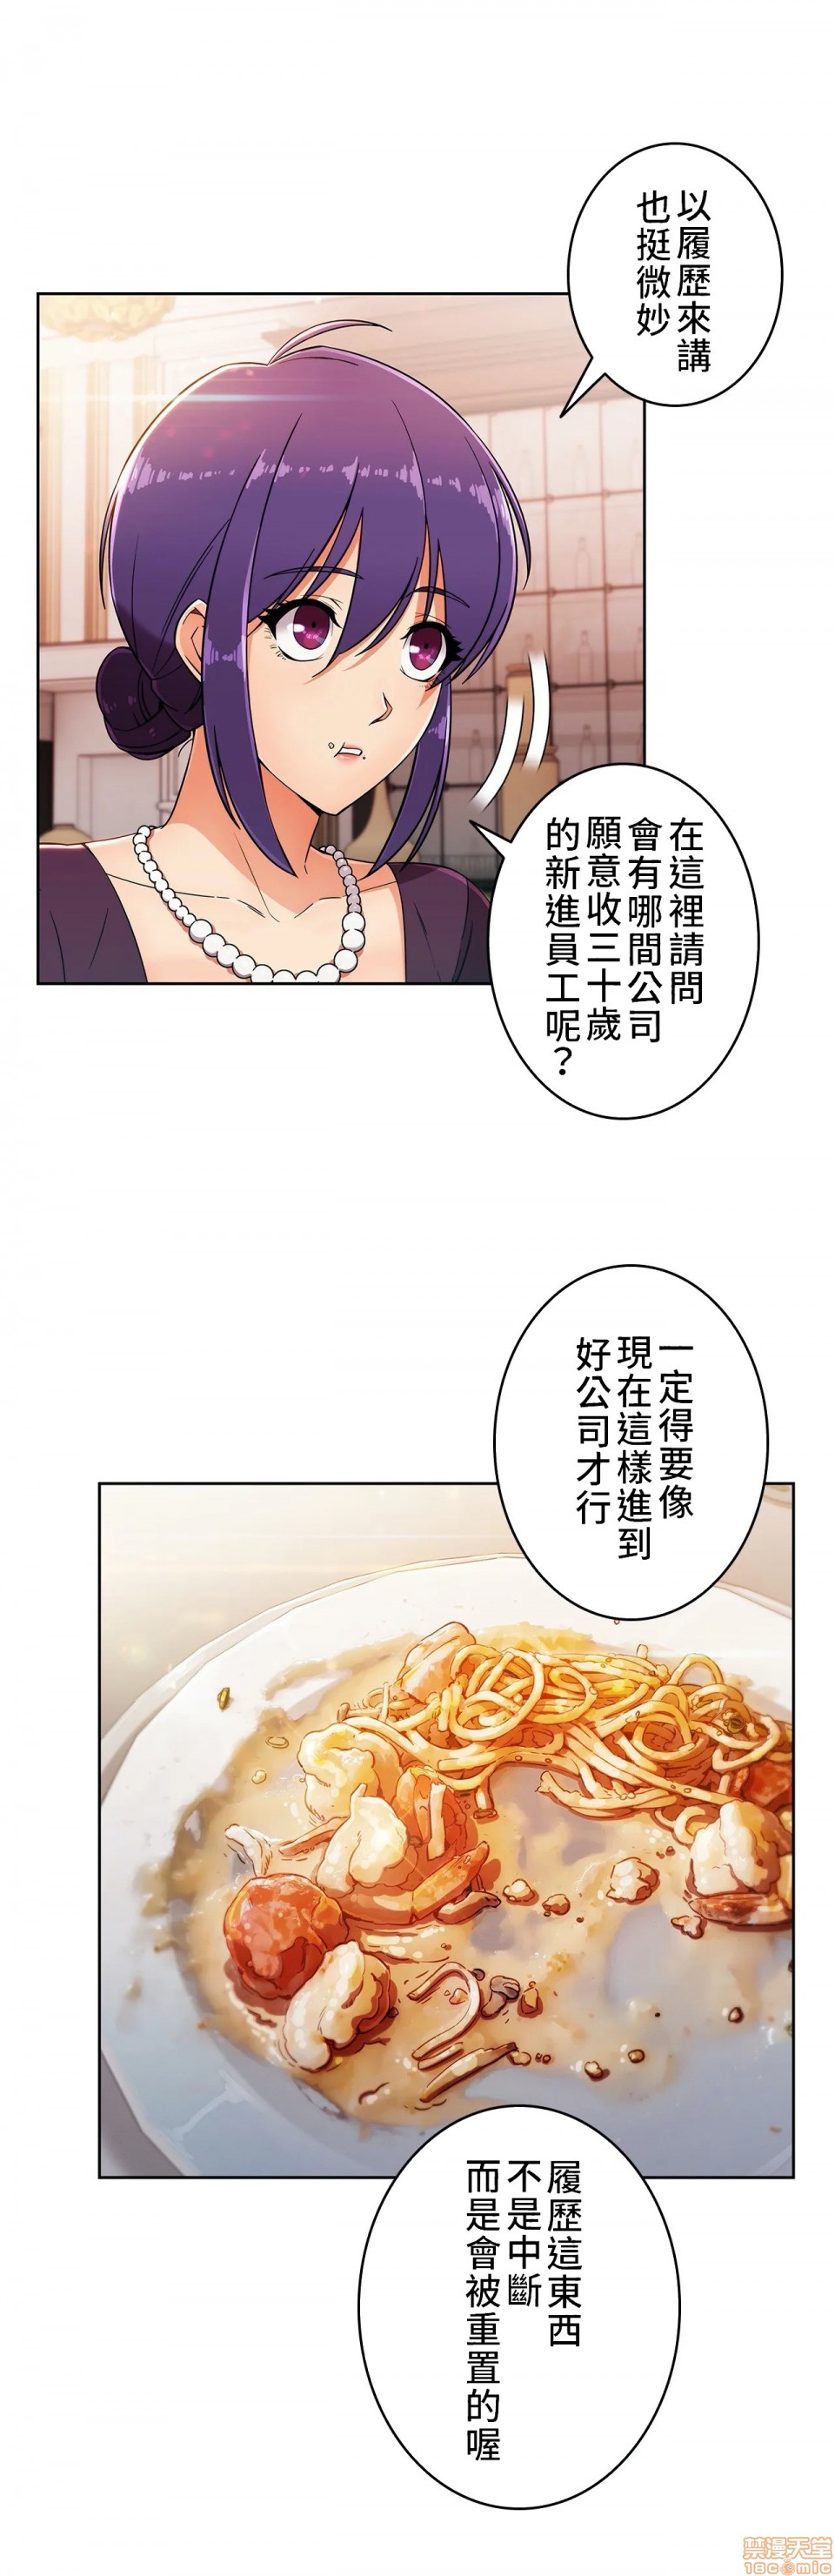 以履歷來講
也挺微妙
在這裡請問
會有哪間公司
願意收三十歲
的新進員工呢？
一定得要像
現在這樣進到
好公司才行
履歷這東西
不是中斷
而是會被重置的喔
禁漫天堂
18comic